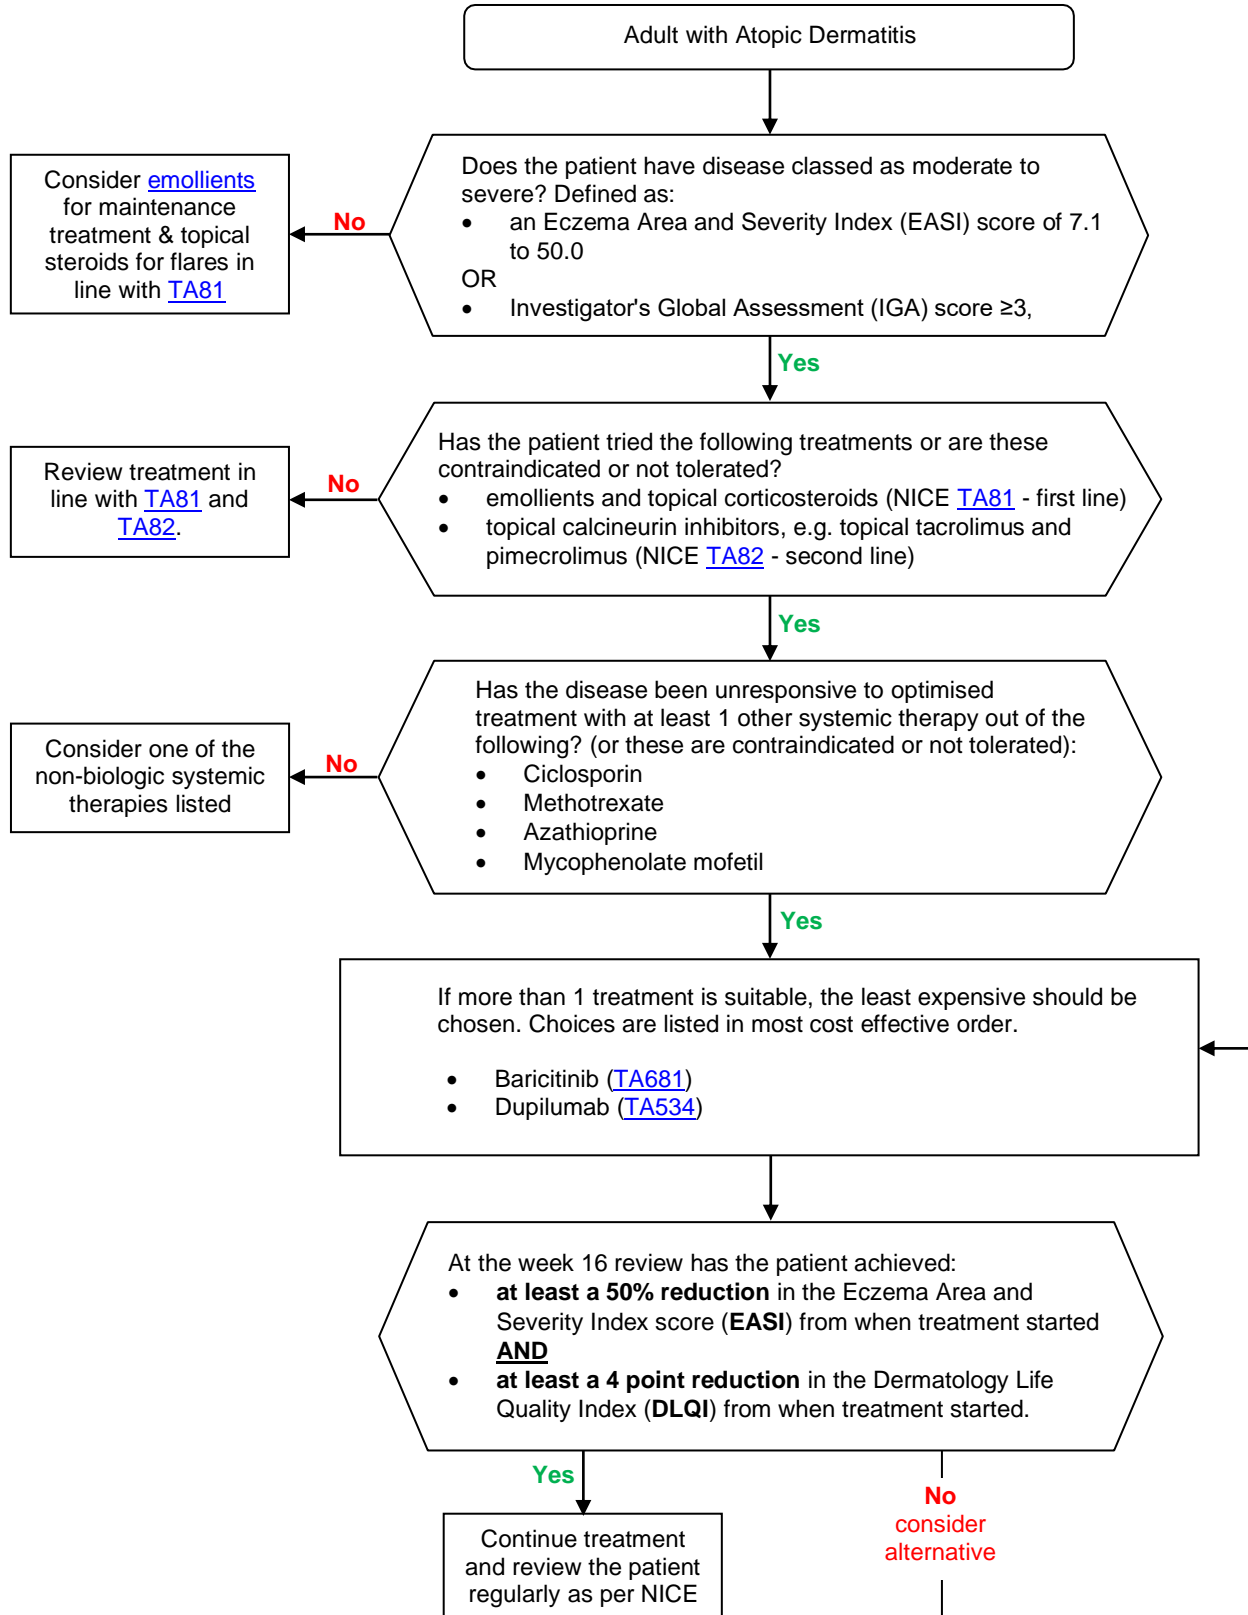 Adult with Atopic Dermatitis
Does the patient have disease classed as moderate to
severe? Defined as:
• an Eczema Area and Severity Index (EASI) score of 7.1
to 50.0
OR
• Investigator's Global Assessment (IGA) score ≥3,
No
Consider emollients
for maintenance
treatment & topical
steroids for flares in
line with TA81
Yes
Has the patient tried the following treatments or are these
contraindicated or not tolerated?
• emollients and topical corticosteroids (NICE TA81 - first line)
• topical calcineurin inhibitors, e.g. topical tacrolimus and
pimecrolimus (NICE TA82 - second line)
No
Review treatment in
line with TA81 and
TA82.
Yes
Has the disease been unresponsive to optimised
treatment with at least 1 other systemic therapy out of the
following? (or these are contraindicated or not tolerated):
• Ciclosporin
• Methotrexate
• Azathioprine
• Mycophenolate mofetil
No
Consider one of the
non-biologic systemic
therapies listed
Yes
If more than 1 treatment is suitable, the least expensive should be
chosen. Choices are listed in most cost effective order.
• Baricitinib (TA681)
• Dupilumab (TA534)
At the week 16 review has the patient achieved:
• at least a 50% reduction in the Eczema Area and
Severity Index score (EASI) from when treatment started
AND
• at least a 4 point reduction in the Dermatology Life
Quality Index (DLQI) from when treatment started.
Yes
Continue treatment
and review the patient
regularly as per NICE
No
consider
alternative